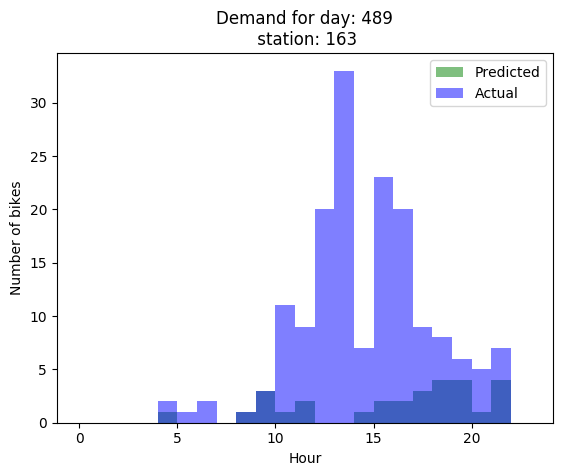 Demand for day: 489
station: 163
Predicted
Actual
Number of bikes
30
25
20
15
10
5
0
0 5 10 15 20
Hour